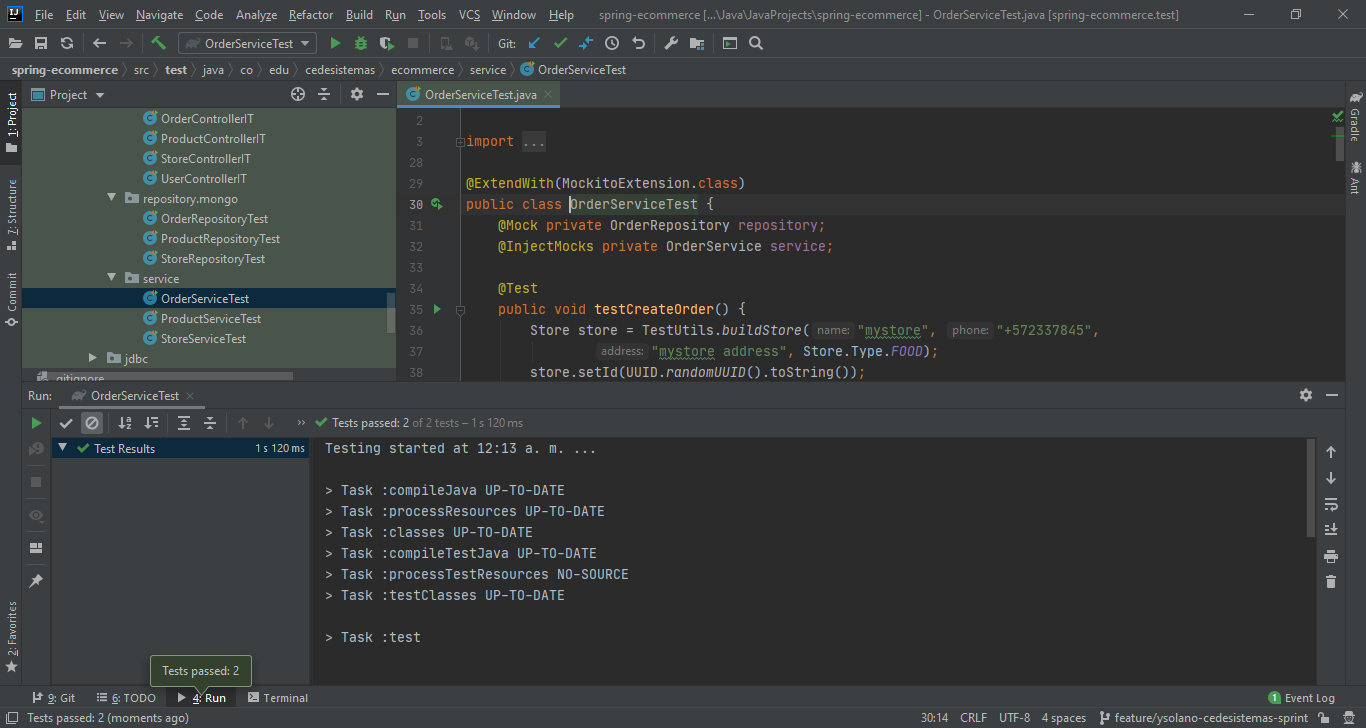 File Edit View Navigate Code Analyze Refactor Build Run Tools VCS Window Help spring-ecommerce [...\Java\JavaProjects\spring-ecommerce] - OrderServiceTest.java [spring-ecommerce.test]
OrderServiceTest Git:
spring-ecommerce src test java co edu cedesistemas ecommerce service OrderServiceTest
1: Project
7: Structure
Commit
2: Favorites
Project
OrderControllerIT
ProductControllerIT
StoreControllerIT
UserControllerIT
repository.mongo
OrderRepositoryTest
ProductRepositoryTest
StoreRepositoryTest
service
OrderServiceTest
ProductServiceTest
StoreServiceTest
jdbc
.gitignore
OrderServiceTest.java
2
3 import ...
28
29 @ExtendWith(MockitoExtension.class)
30 public class OrderServiceTest {
31 @Mock private OrderRepository repository;
32 @InjectMocks private OrderService service;
33
34 @Test
35 public void testCreateOrder() {
36 Store store = TestUtils.buildStore( name: "mystore", phone: "+572337845",
37 address: "mystore address", Store.Type.FOOD);
38 store.setId(UUID.randomUUID().toString());
Gradle
Ant
Run: OrderServiceTest
Tests passed: 2 of 2 tests – 1 s 120 ms
Test Results 1 s 120 ms
Testing started at 12:13 a. m. ...
> Task :compileJava UP-TO-DATE
> Task :processResources UP-TO-DATE
> Task :classes UP-TO-DATE
> Task :compileTestJava UP-TO-DATE
> Task :processTestResources NO-SOURCE
> Task :testClasses UP-TO-DATE
> Task :test
Tests passed: 2
9: Git 6: TODO 4: Run Terminal 1 Event Log
Tests passed: 2 (moments ago) 30:14 CRLF UTF-8 4 spaces feature/ysolano-cedesistemas-sprint